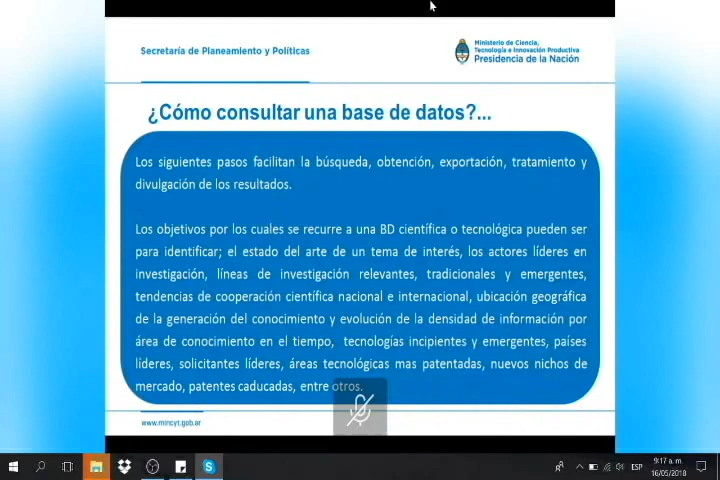 Secretaría de Planeamiento y Políticas
Ministerio de Ciencia,
Tecnología e Innovación Productiva
Presidencia de la Nación
¿Cómo consultar una base de datos?...
Los siguientes pasos facilitan la búsqueda, obtención, exportación, tratamiento y
divulgación de los resultados.
Los objetivos por los cuales se recurre a una BD científica o tecnológica pueden ser
para identificar; el estado del arte de un tema de interés, los actores líderes en
investigación, líneas de investigación relevantes, tradicionales y emergentes,
tendencias de cooperación científica nacional e internacional, ubicación geográfica
de la generación del conocimiento y evolución de la densidad de información por
área de conocimiento en el tiempo, tecnologías incipientes y emergentes, países
líderes, solicitantes líderes, áreas tecnológicas mas patentadas, nuevos nichos de
mercado, patentes caducadas, entre otros.
www.mincyt.gob.ar
ESP
9:17 a. m.
16/05/2018